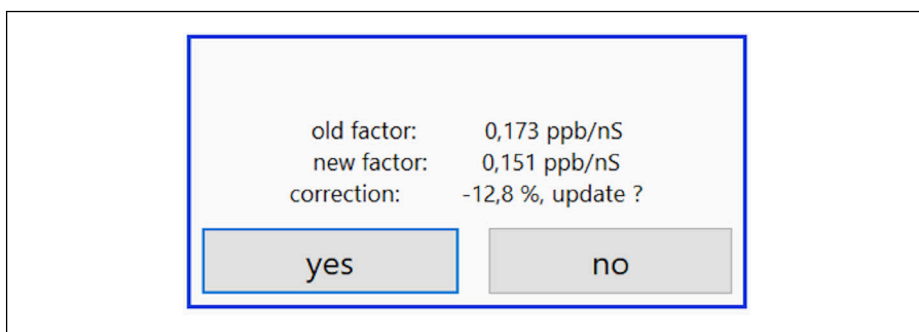 old factor: 0,173 ppb/nS
new factor: 0,151 ppb/nS
correction: -12,8 %, update ?
yes no